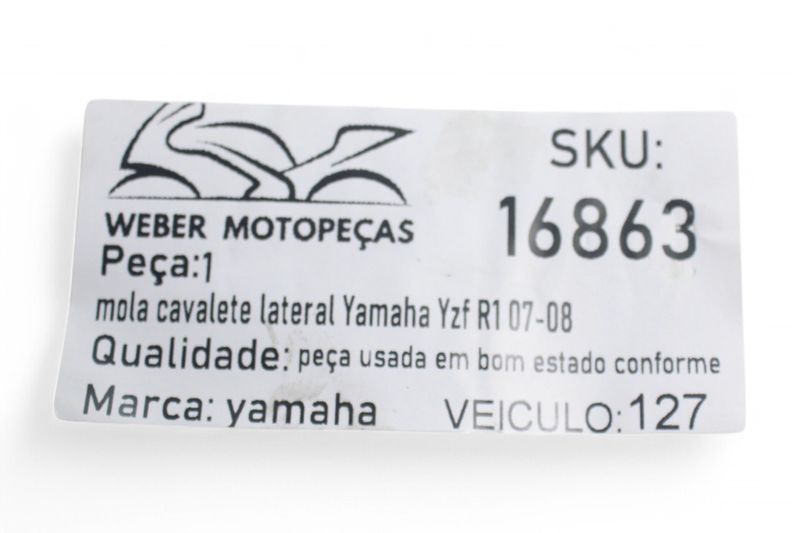 WEBER MOTOPEÇAS
SKU:
16863
Peça:1
mola cavalete lateral Yamaha Yzf R1 07-08
Qualidade: peça usada em bom estado conforme
Marca: yamaha
VEICULO: 127